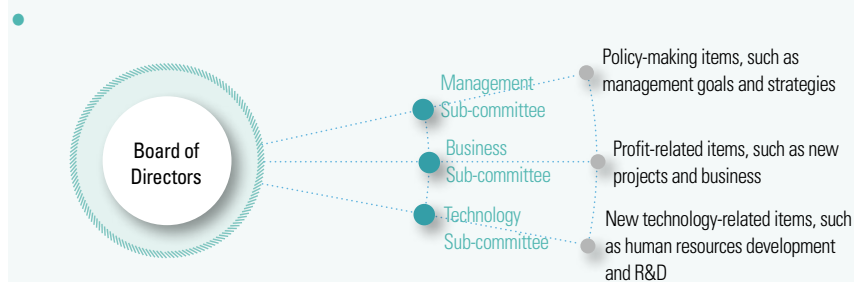 Board of
Directors
Management
Sub-committee
Policy-making items, such as
management goals and strategies
Business
Sub-committee
Profit-related items, such as new
projects and business
Technology
Sub-committee
New technology-related items, such
as human resources development
and R&D